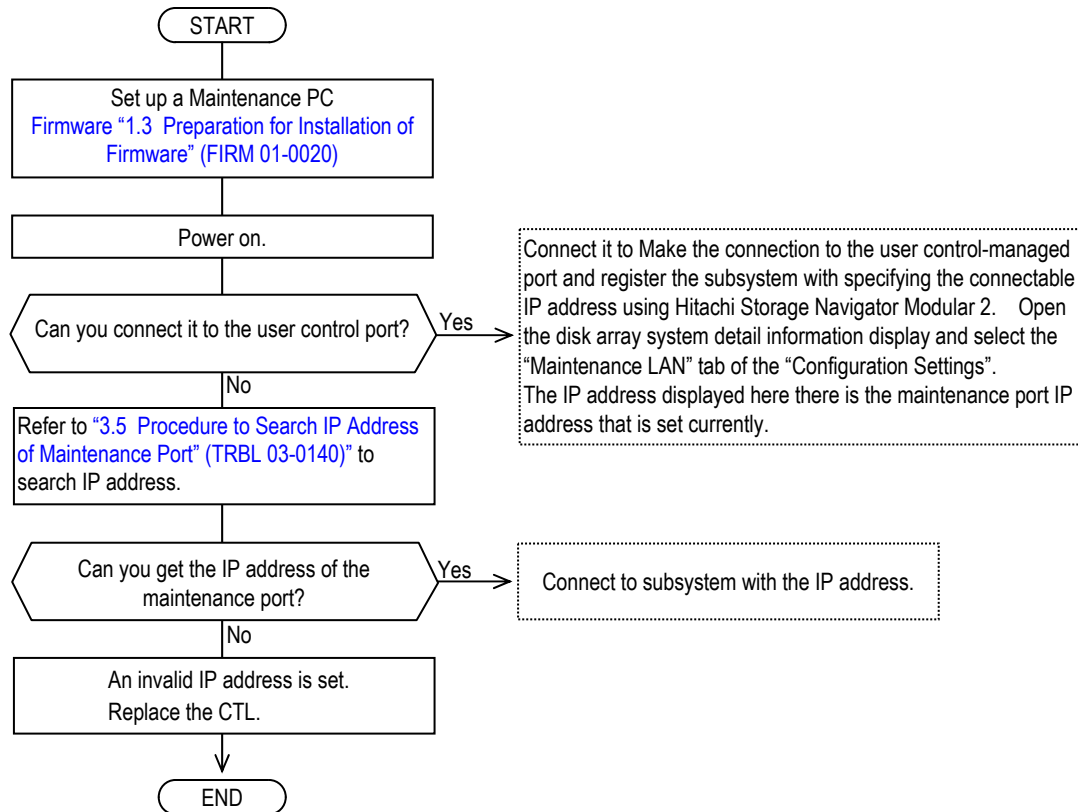 START
Set up a Maintenance PC
Firmware “1.3 Preparation for Installation of
Firmware” (FIRM 01-0020)
Power on.
Can you connect it to the user control port?
Yes
Connect it to Make the connection to the user control-managed
port and register the subsystem with specifying the connectable
IP address using Hitachi Storage Navigator Modular 2. Open
the disk array system detail information display and select the
“Maintenance LAN” tab of the “Configuration Settings”.
The IP address displayed here there is the maintenance port IP
address that is set currently.
No
Refer to “3.5 Procedure to Search IP Address
of Maintenance Port” (TRBL 03-0140)” to
search IP address.
Can you get the IP address of the
maintenance port?
Yes
Connect to subsystem with the IP address.
No
An invalid IP address is set.
Replace the CTL.
END